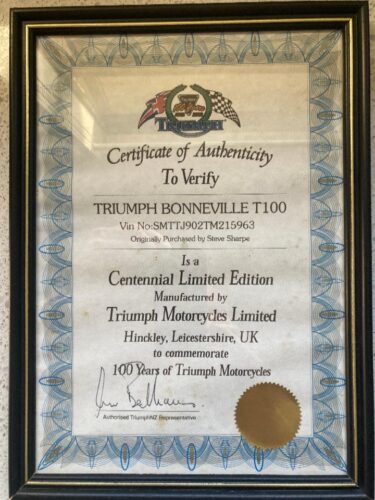 TRIUMPH
Certificate of Authenticity
To Verify
TRIUMPH BONNEVILLE T100
Vin No:SMTTJ902TM215963
Originally Purchased by Steve Sharpe
Is a
Centennial Limited Edition
Manufactured by
Triumph Motorcycles Limited
Hinckley, Leicestershire, UK
to commemorate
100 Years of Triumph Motorcycles
Authorised TriumphNZ Representative